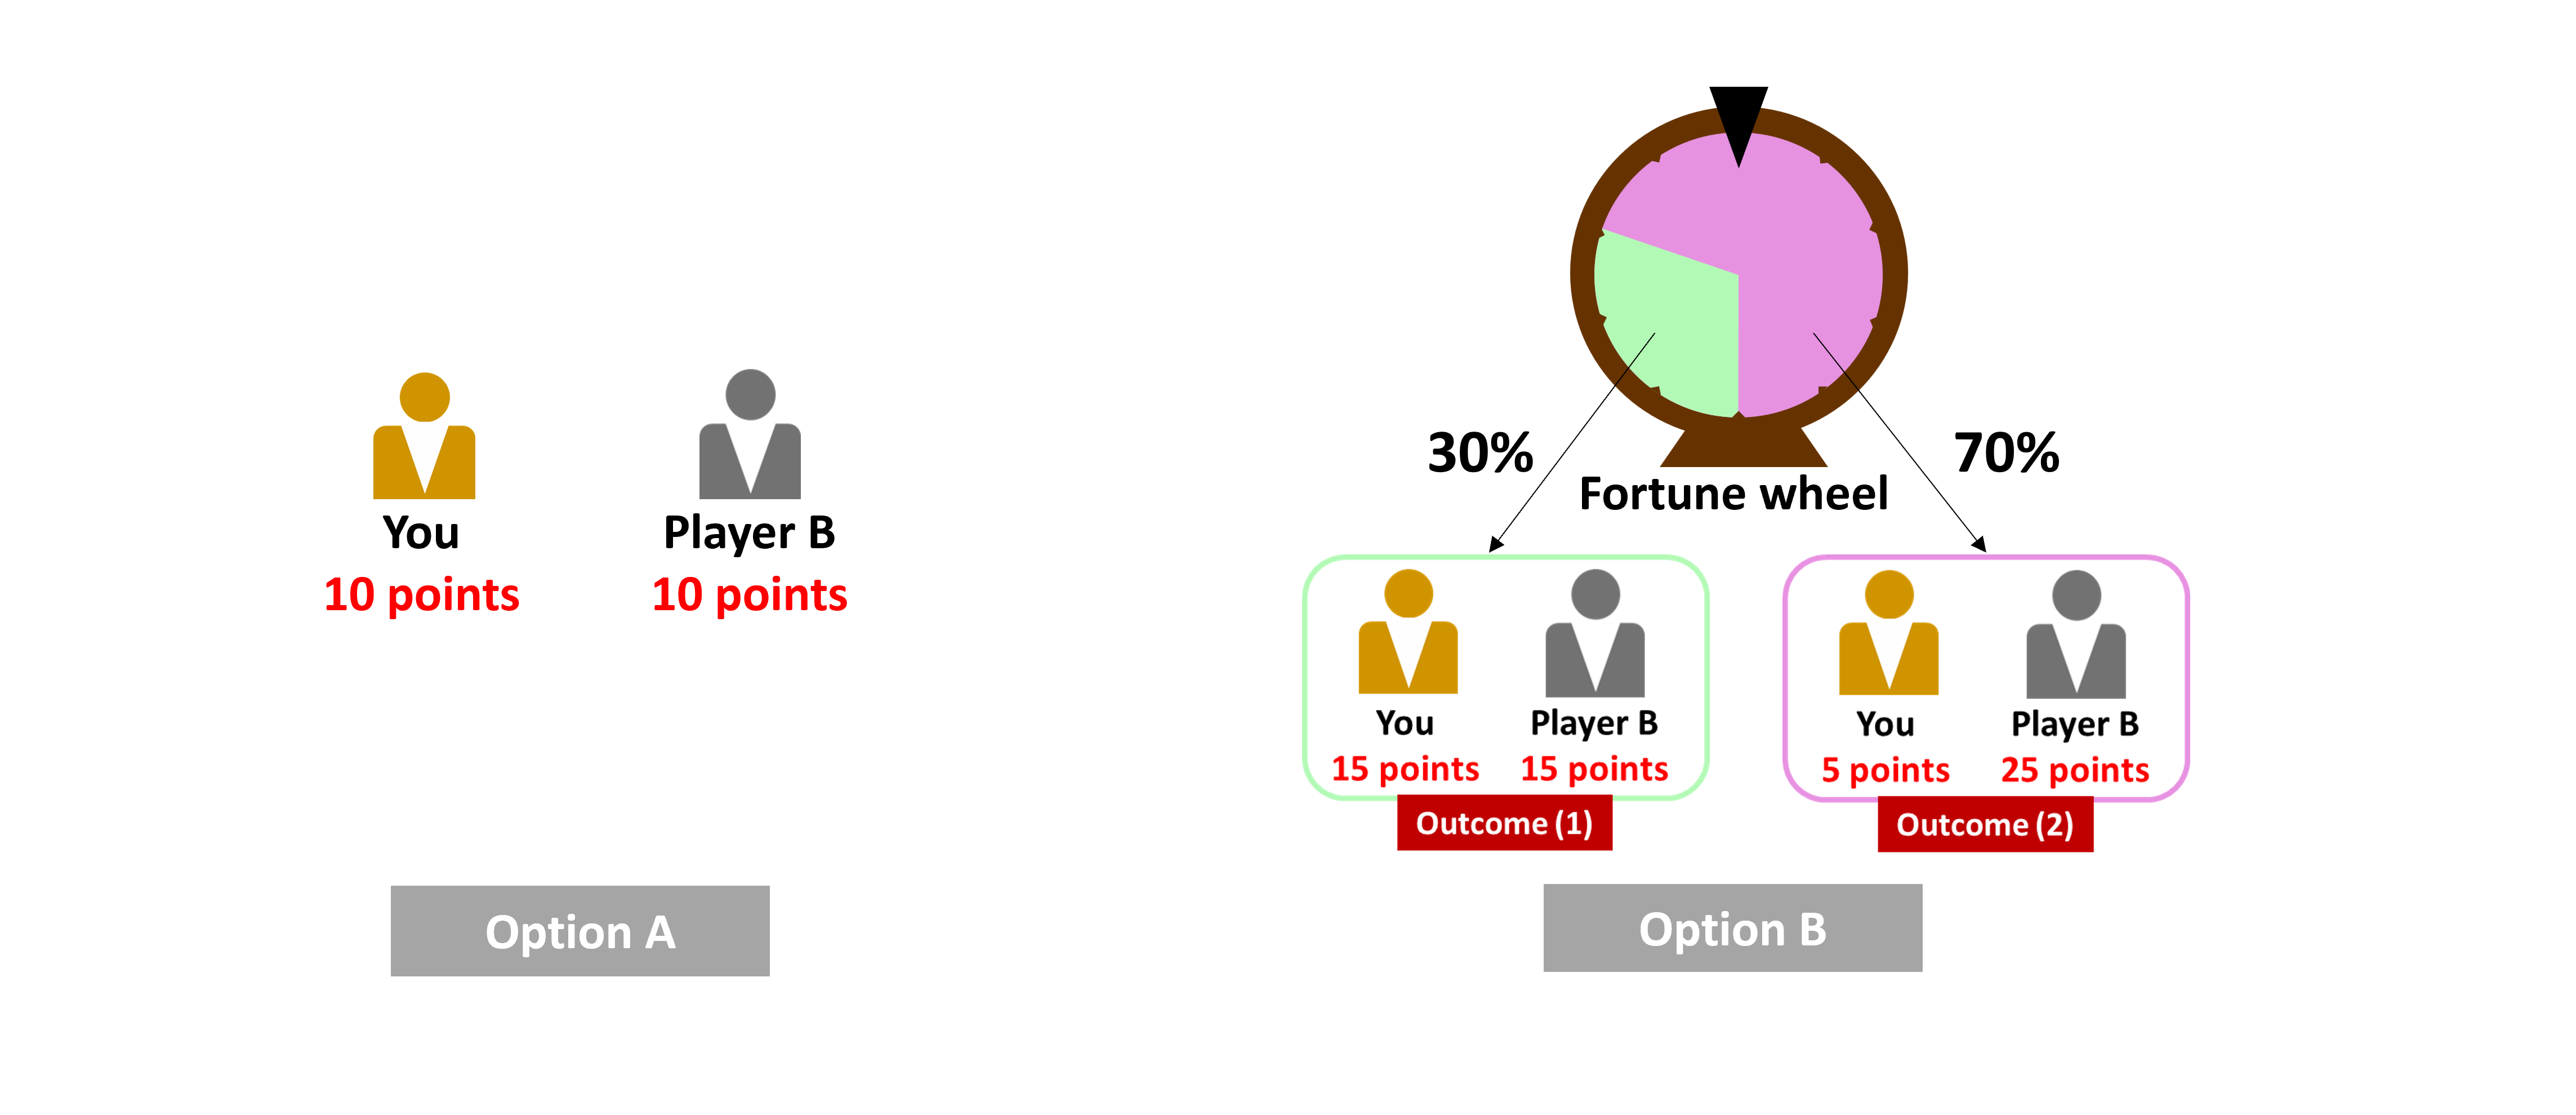 You
Player B
10 points
10 points
Option A
30%
70%
Fortune wheel
You
Player B
15 points
15 points
Outcome (1)
You
Player B
5 points
25 points
Outcome (2)
Option B